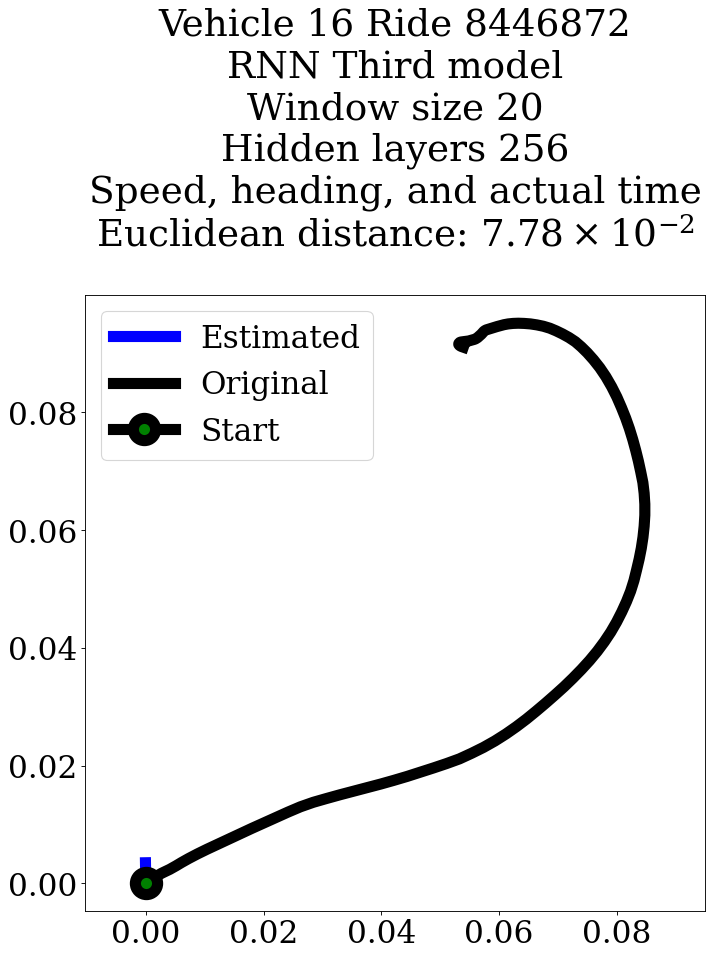 Vehicle 16 Ride 8446872
RNN Third model
Window size 20
Hidden layers 256
Speed, heading, and actual time
Euclidean distance: 7.78 × 10⁻²
Estimated
Original
Start
0.08
0.06
0.04
0.02
0.00
0.00 0.02 0.04 0.06 0.08